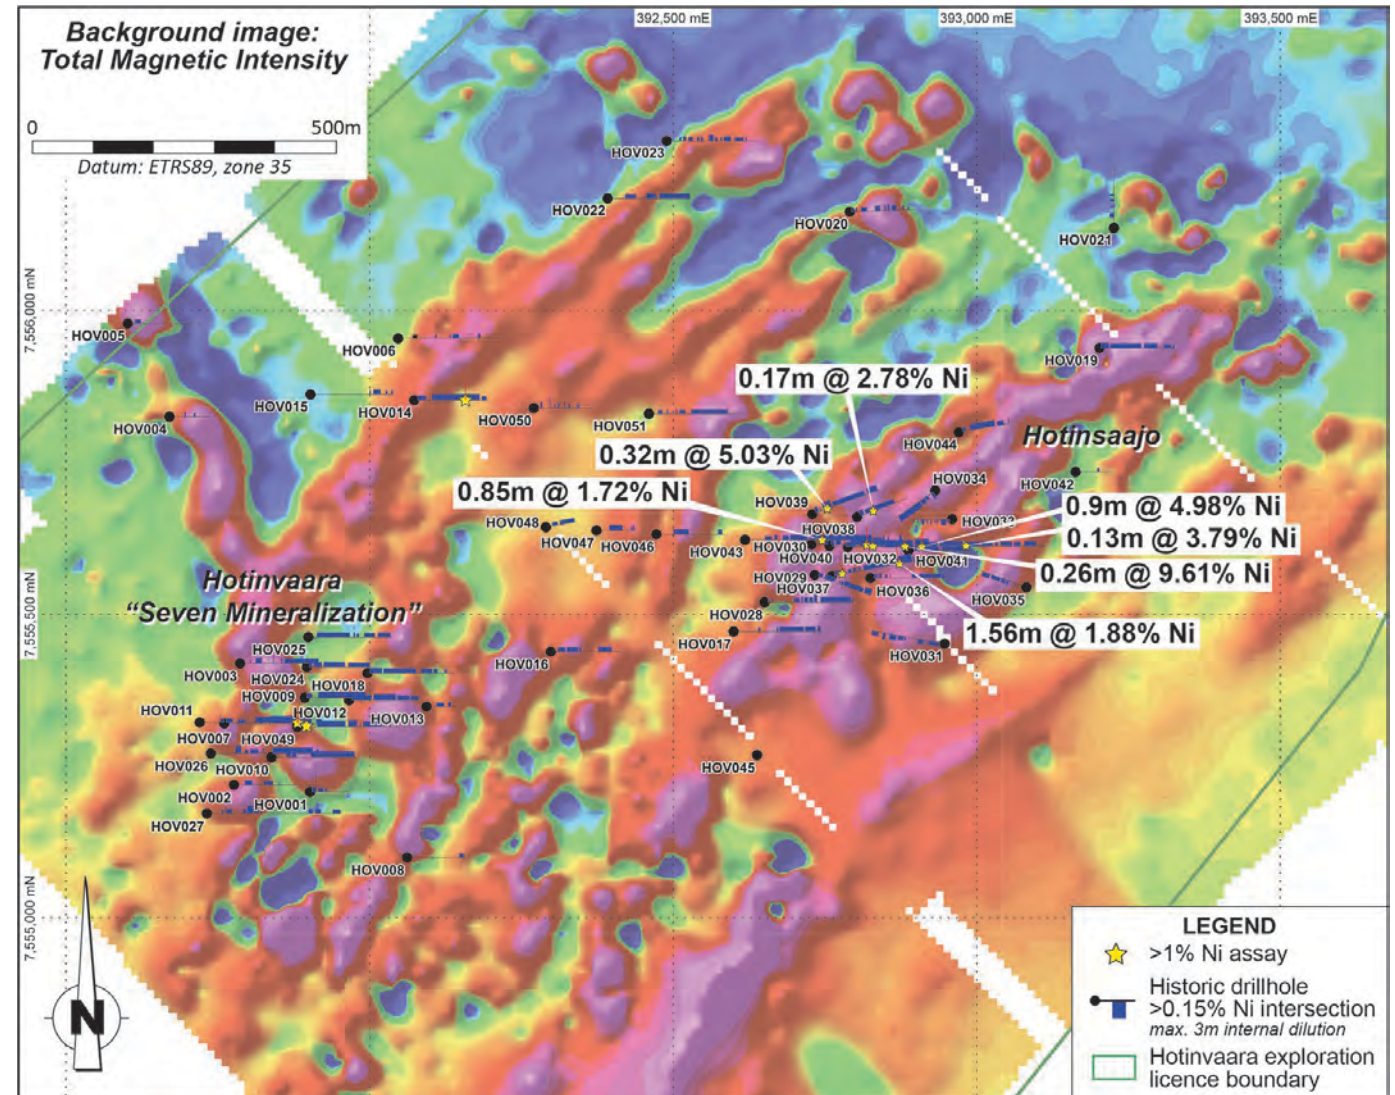 Background image:
Total Magnetic Intensity
0
500m
Datum: ETRS89, zone 35
392,500 mE
393,000 mE
393,500 mE
7,556,000 mN
7,555,500 mN
7,555,000 mN
HOV023
HOV022
HOV020
HOV021
HOV005
HOV006
HOV019
HOV015
HOV014
HOV050
HOV051
HOV004
HOV044
Hotinsaajo
0.17m @ 2.78% Ni
0.32m @ 5.03% Ni
0.85m @ 1.72% Ni
0.9m @ 4.98% Ni
0.13m @ 3.79% Ni
0.26m @ 9.61% Ni
1.56m @ 1.88% Ni
HOV034
HOV042
HOV039
HOV038
HOV033
HOV048
HOV047
HOV046
HOV043
HOV030
HOV040
HOV032
HOV041
HOV029
HOV037
HOV036
HOV035
HOV028
HOV017
HOV031
Hotinvaara
“Seven Mineralization”
HOV025
HOV003
HOV024
HOV018
HOV016
HOV009
HOV012
HOV013
HOV011
HOV007
HOV049
HOV026
HOV010
HOV045
HOV002
HOV001
HOV027
HOV008
N
LEGEND
>1% Ni assay
Historic drillhole
>0.15% Ni intersection
max. 3m internal dilution
Hotinvaara exploration
licence boundary